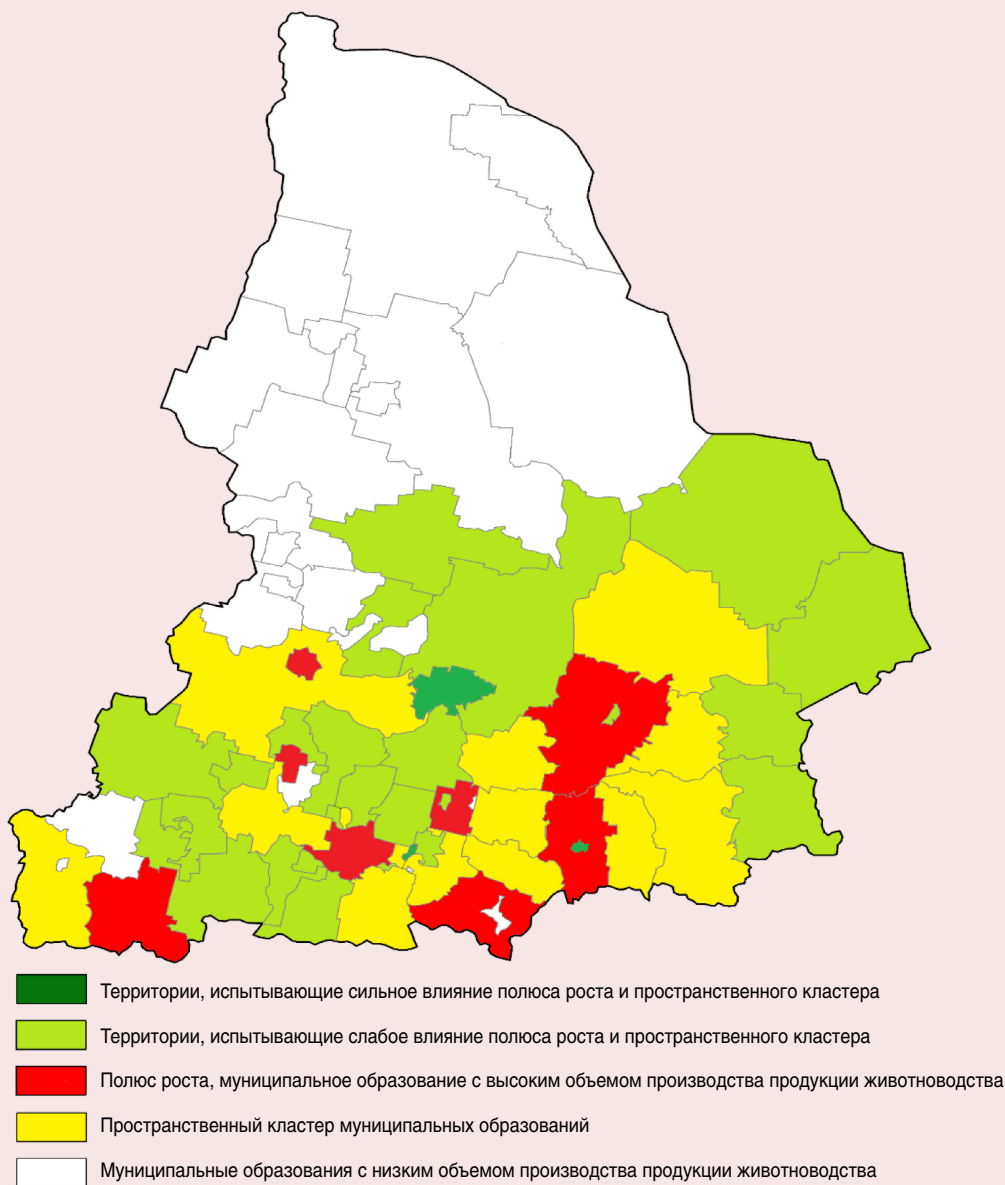 Территории, испытывающие сильное влияние полюса роста и пространственного кластера
Территории, испытывающие слабое влияние полюса роста и пространственного кластера
Полюс роста, муниципальное образование с высоким объемом производства продукции животноводства
Пространственный кластер муниципальных образований
Муниципальные образования с низким объемом производства продукции животноводства